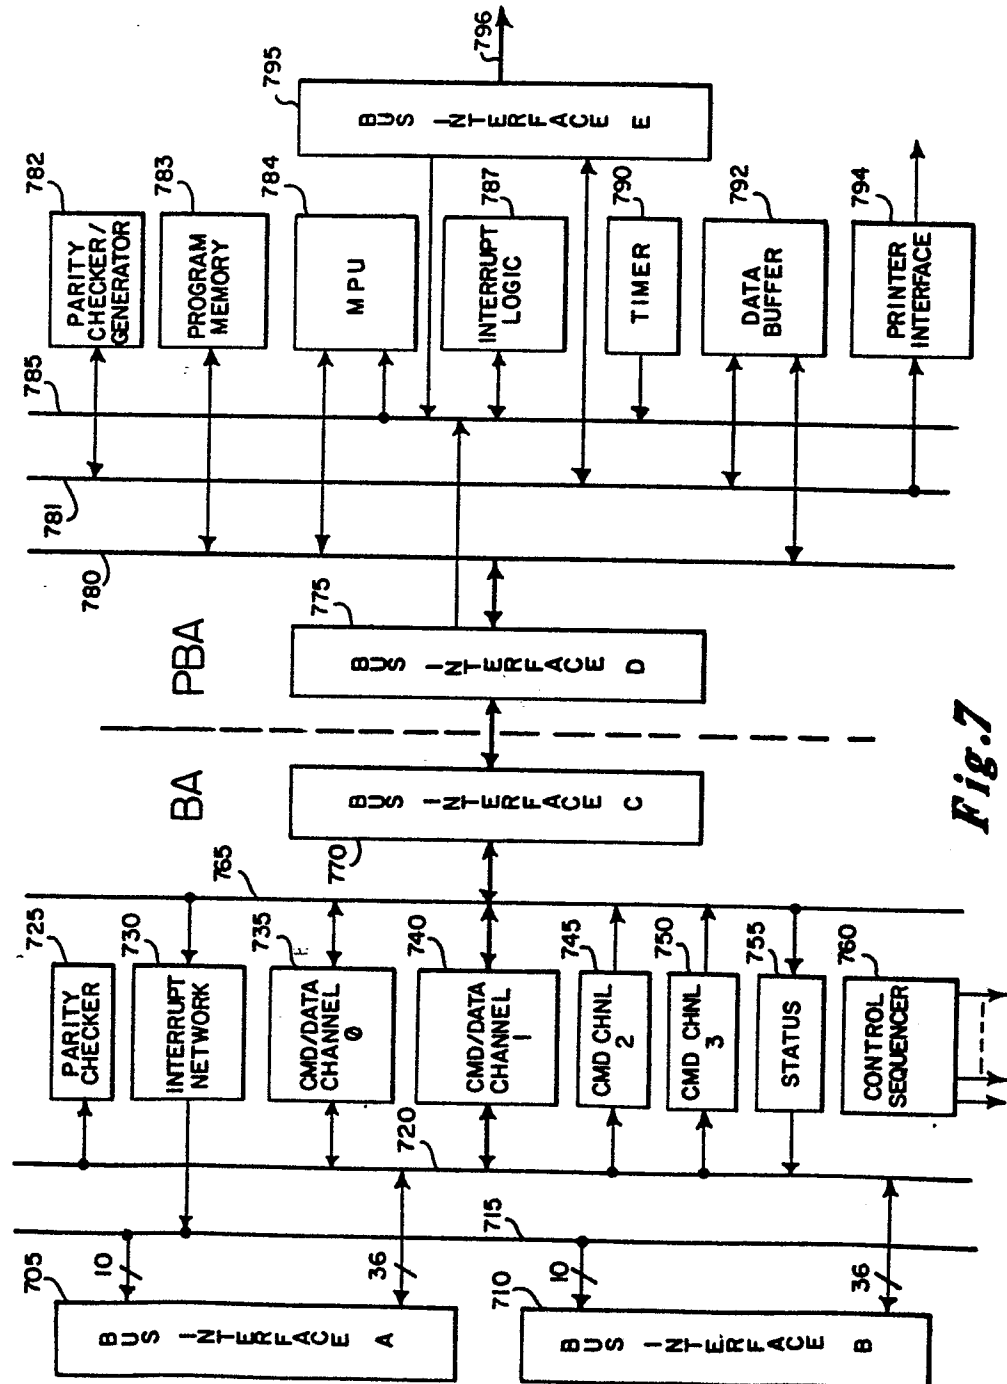 705
BUS INTERFACE A
10
36
710
BUS INTERFACE B
10
36
715
720
725
PARITY
CHECKER
730
INTERRUPT
NETWORK
735
CMD/DATA
CHANNEL
0
740
CMD/DATA
CHANNEL
1
745
CMD CHNL
2
750
CMD CHNL
3
755
STATUS
760
CONTROL
SEQUENCER
765
BA
770
BUS INTERFACE C
PBA
775
BUS INTERFACE D
780
781
785
782
PARITY
CHECKER/
GENERATOR
783
PROGRAM
MEMORY
784
MPU
787
INTERRUPT
LOGIC
790
TIMER
792
DATA
BUFFER
794
PRINTER
INTERFACE
795
BUS INTERFACE E
796
Fig.7